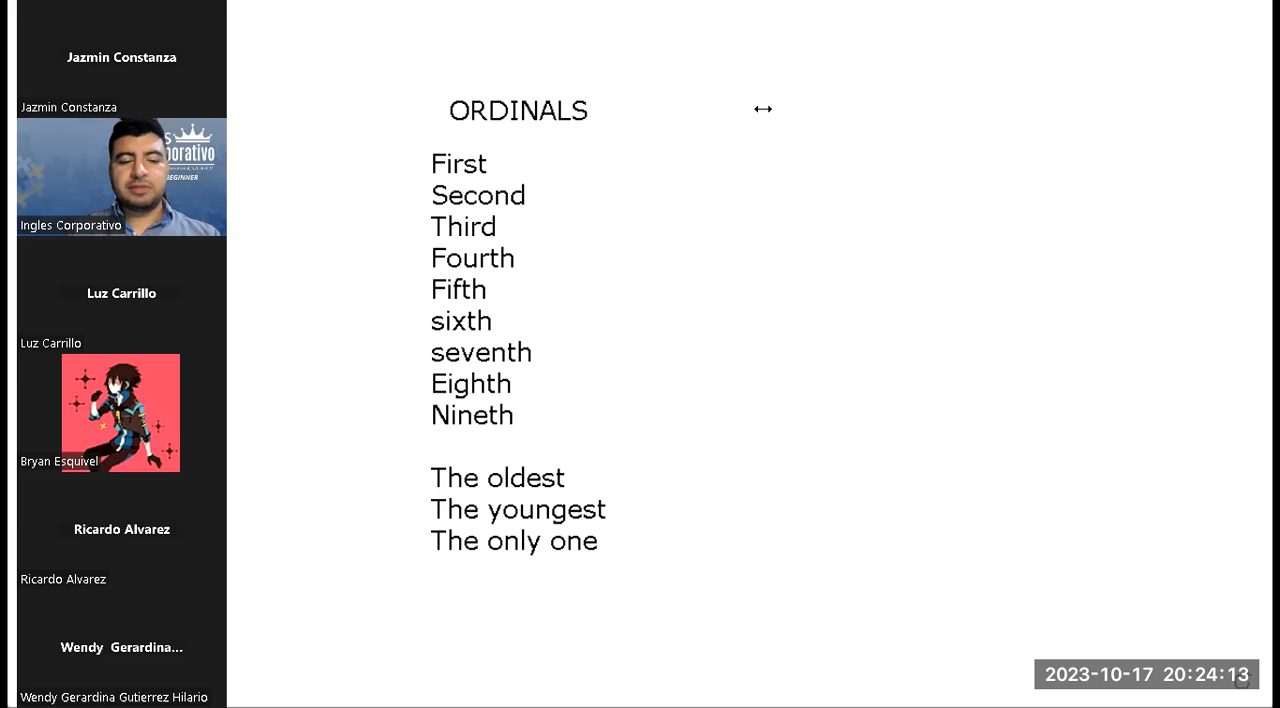 Jazmin Constanza
Jazmin Constanza
Ingles Corporativo
Luz Carrillo
Luz Carrillo
Bryan Esquivel
Ricardo Alvarez
Ricardo Alvarez
Wendy Gerardina...
Wendy Gerardina Gutierrez Hilario
ORDINALS
First
Second
Third
Fourth
Fifth
sixth
seventh
Eighth
Nineth
The oldest
The youngest
The only one
2023-10-17 20:24:13